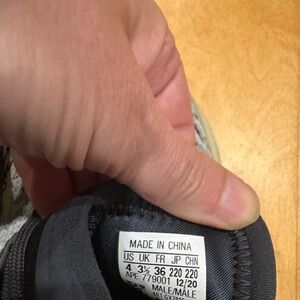 MADE IN CHINA
US UK FR JP CHN
4 3½ 36 220 220
APE 779001 12/20
MALE/MALE